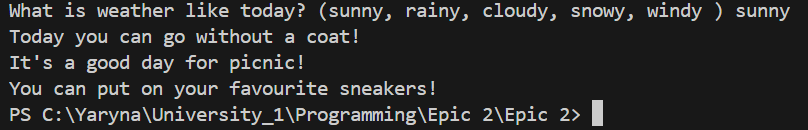 What is weather like today? (sunny, rainy, cloudy, snowy, windy ) sunny
Today you can go without a coat!
It's a good day for picnic!
You can put on your favourite sneakers!
PS C:\Yaryna\University_1\Programming\Epic 2\Epic 2>